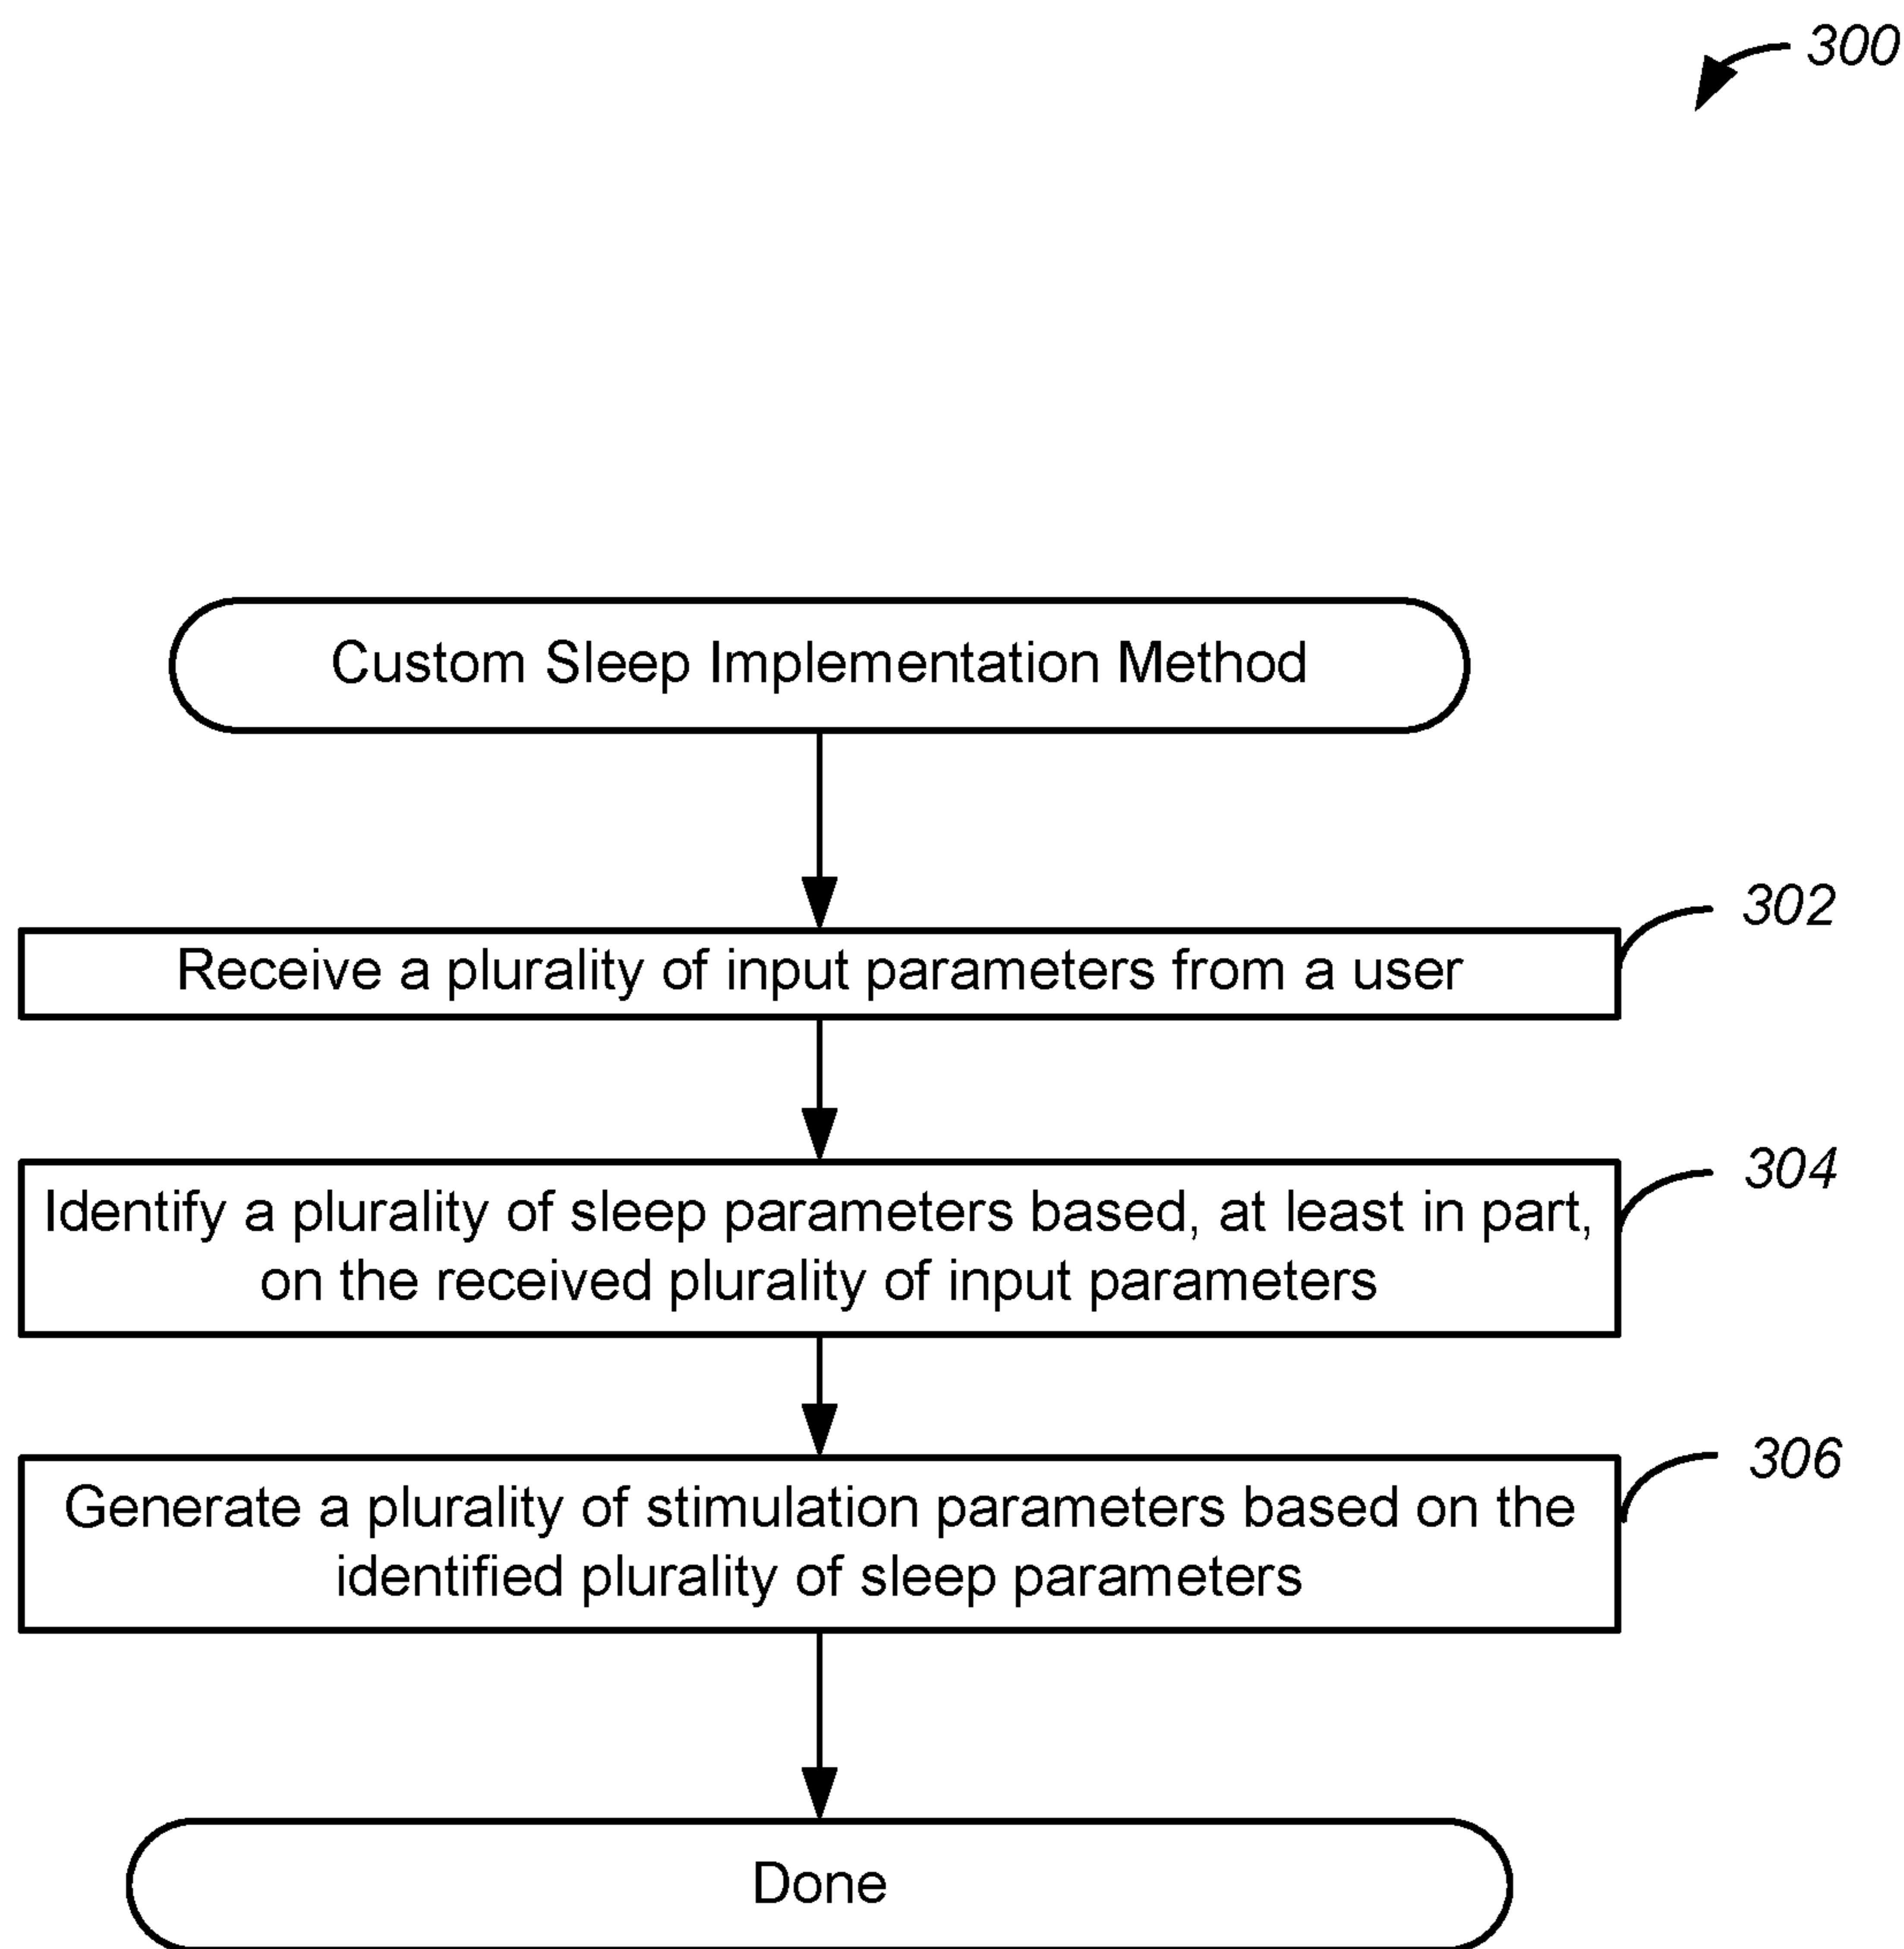 300
Custom Sleep Implementation Method
302
Receive a plurality of input parameters from a user
304
Identify a plurality of sleep parameters based, at least in part,
on the received plurality of input parameters
306
Generate a plurality of stimulation parameters based on the
identified plurality of sleep parameters
Done